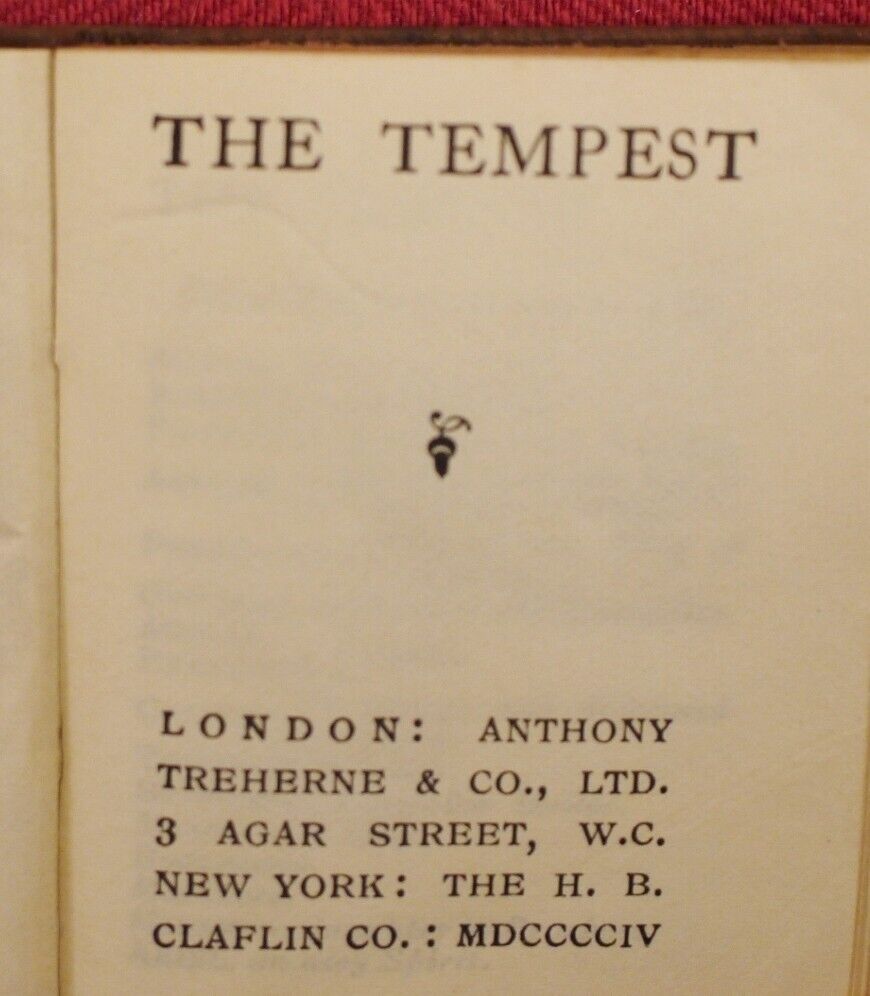 THE TEMPEST
LONDON: ANTHONY
TREHERNE & CO., LTD.
3 AGAR STREET, W.C.
NEW YORK: THE H. B.
CLAFLIN CO.: MDCCCCIV